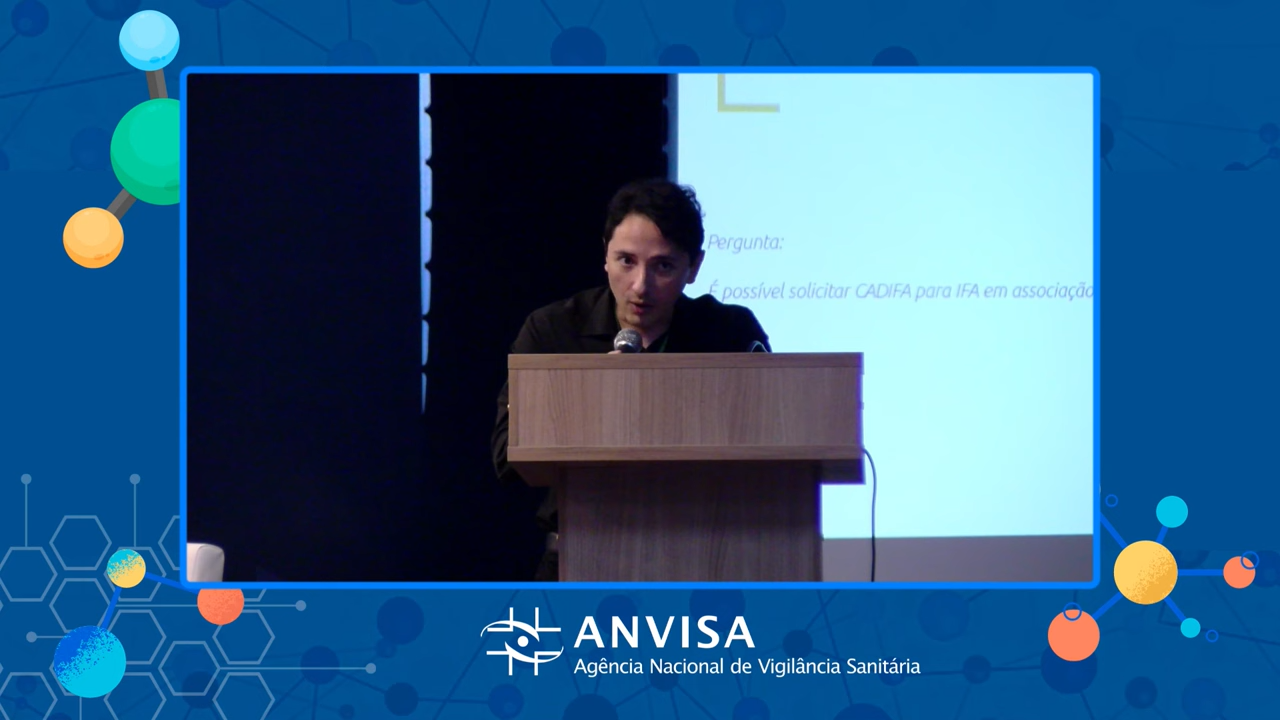 Pergunta:
É possível solicitar CADIFA para IFA em associação
ANVISA
Agência Nacional de Vigilância Sanitária